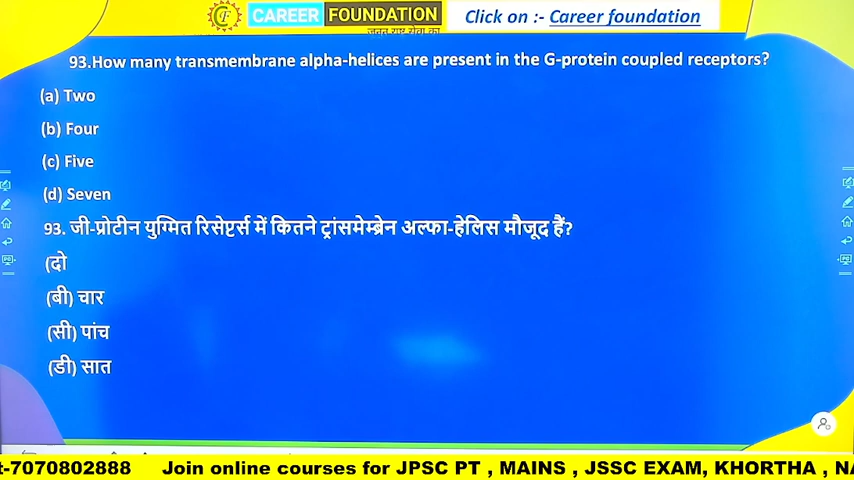 CAREER FOUNDATION
Click on :- Career foundation
93.How many transmembrane alpha-helices are present in the G-protein coupled receptors?
(a) Two
(b) Four
(c) Five
(d) Seven
93. जी-प्रोटीन युग्मित रिसेप्टर्स में कितने ट्रांसमेम्ब्रेन अल्फा-हेलिस मौजूद हैं?
(दो
(बी) चार
(सी) पांच
(डी) सात
t-7070802888 Join online courses for JPSC PT , MAINS , JSSC EXAM, KHORTHA , NA